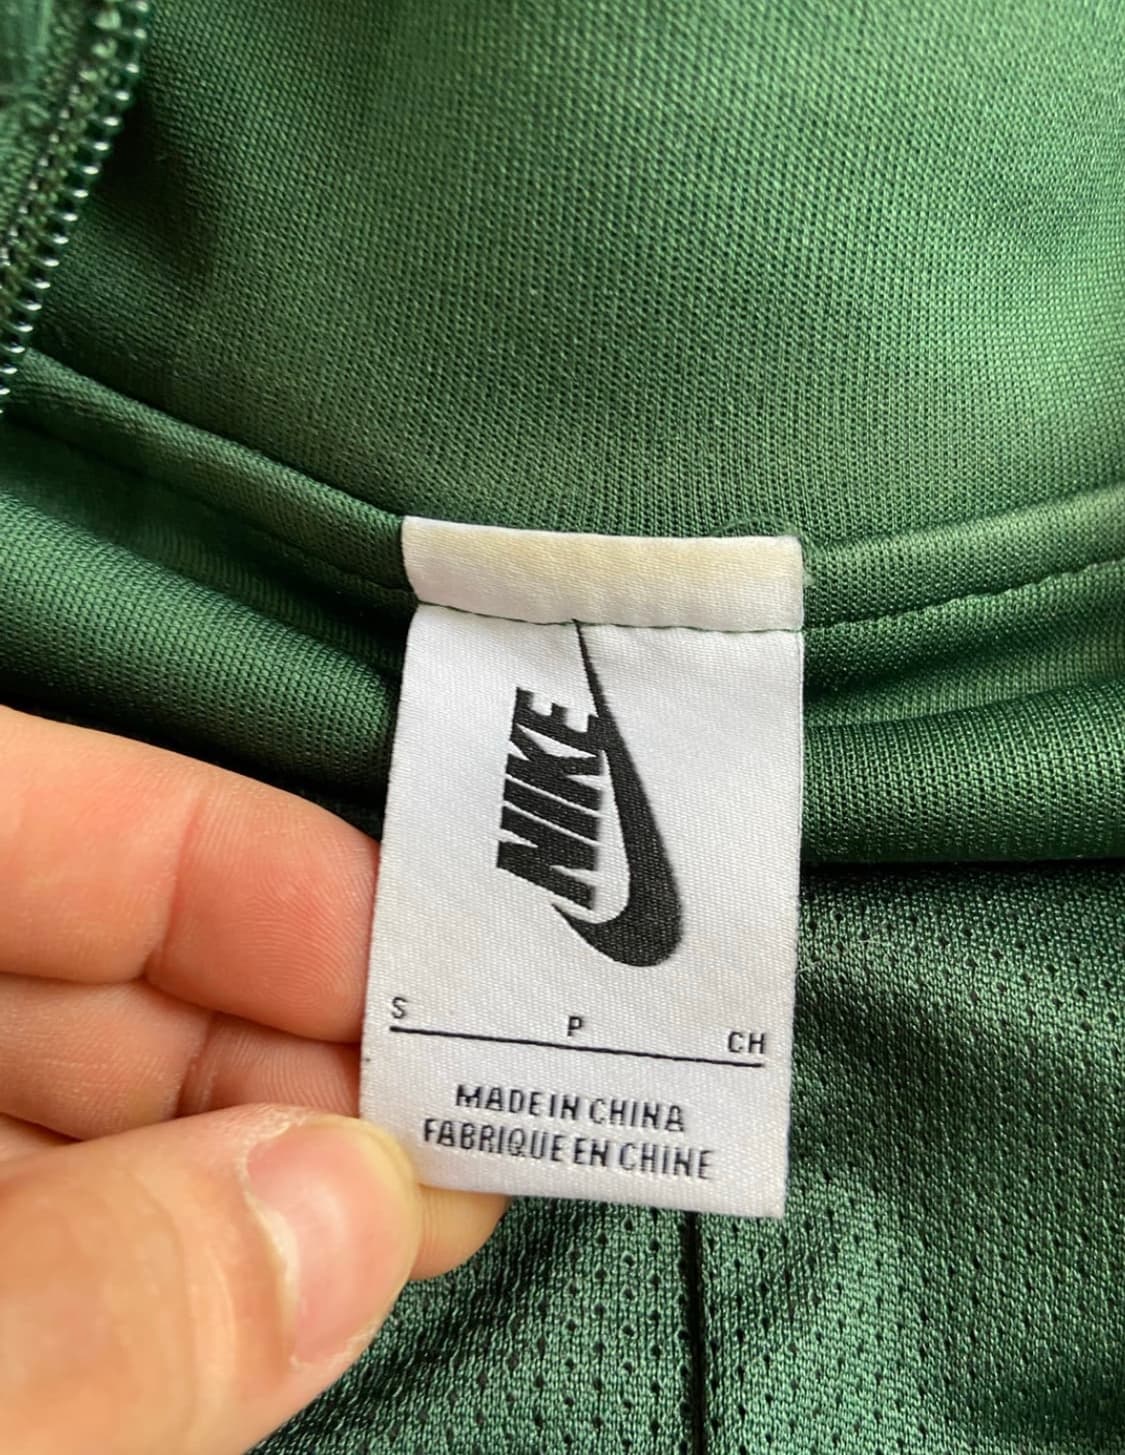 NIKE
S P CH
MADE IN CHINA
FABRIQUE EN CHINE